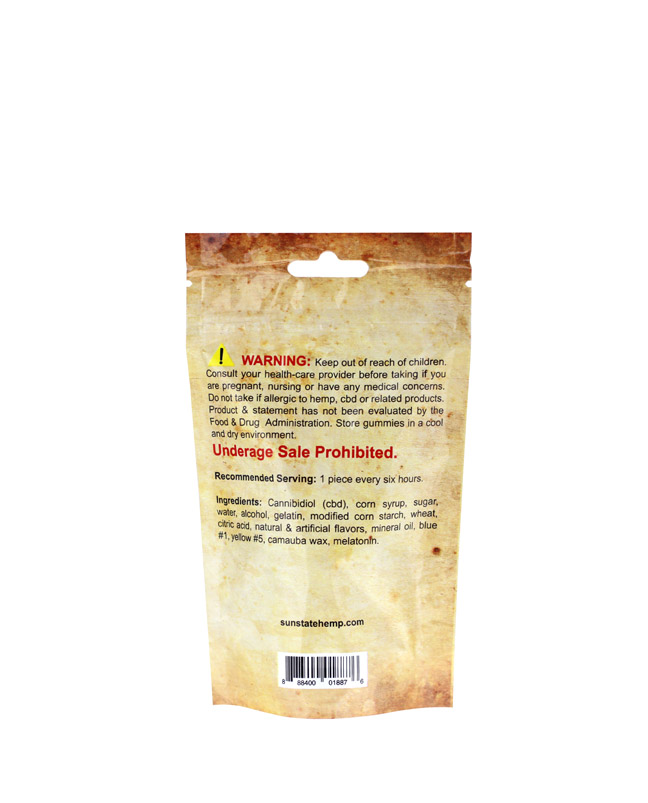 WARNING: Keep out of reach of children.
Consult your health-care provider before taking if you
are pregnant, nursing or have any medical concerns.
Do not take if allergic to hemp, cbd or related products.
Product & statement has not been evaluated by the
Food & Drug Administration. Store gummies in a cool
and dry environment.
Underage Sale Prohibited.
Recommended Serving: 1 piece every six hours.
Ingredients: Cannibidiol (cbd), corn syrup, sugar,
water, alcohol, gelatin, modified corn starch, wheat,
citric acid, natural & artificial flavors, mineral oil, blue
#1, yellow #5, camauba wax, melatonin.
sunstatehemp.com
8 88400 01887 6